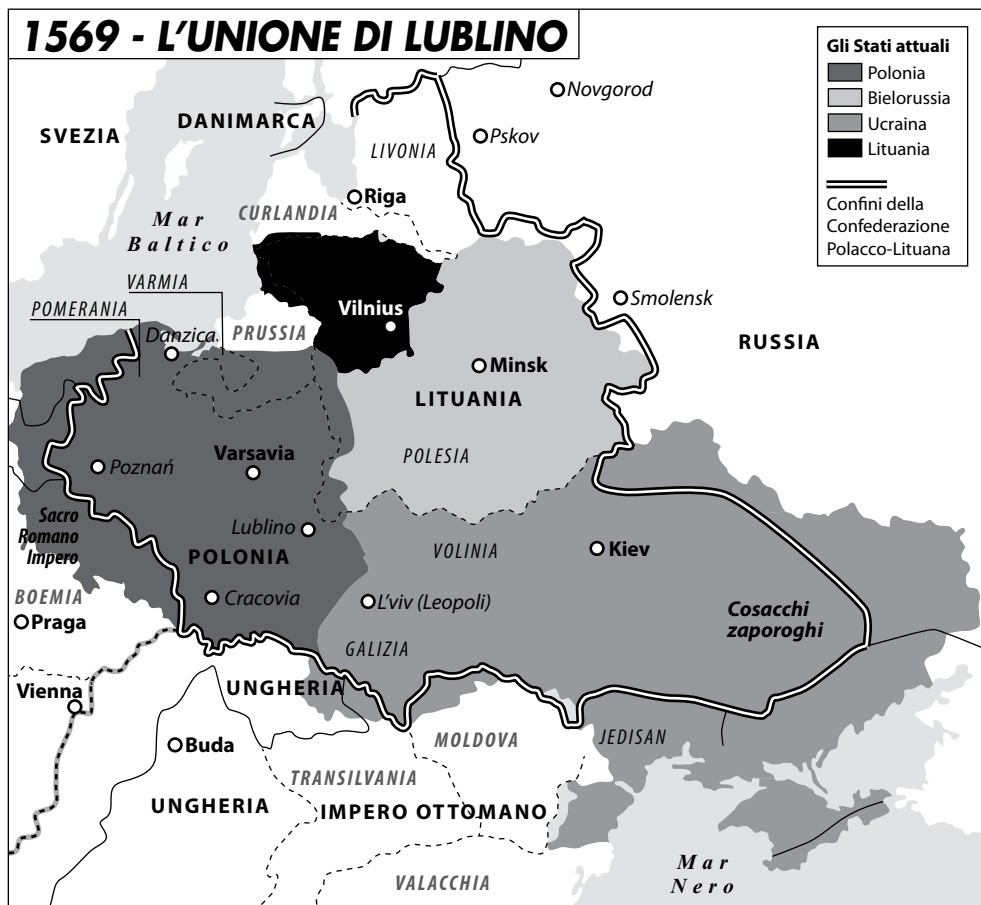 1569 - L'UNIONE DI LUBLINO
Gli Stati attuali
Polonia
Bielorussia
Ucraina
Lituania
Confini della
Confederazione
Polacco-Lituana
Novgorod
SVEZIA
DANIMARCA
Pskov
LIVONIA
Riga
CURLANDIA
Mar
Baltico
VARMIA
POMERANIA
Vilnius
Smolensk
Danzica
PRUSSIA
RUSSIA
Minsk
LITUANIA
Poznań
Varsavia
POLESIA
Sacro
Romano
Impero
Lublino
POLONIA
VOLINIA
Kiev
BOEMIA
Praga
Cracovia
L'viv (Leopoli)
Cosacchi
zaporoghi
GALIZIA
Vienna
UNGHERIA
Buda
MOLDOVA
JEDISAN
TRANSILVANIA
UNGHERIA
IMPERO OTTOMANO
VALACCHIA
Mar
Nero